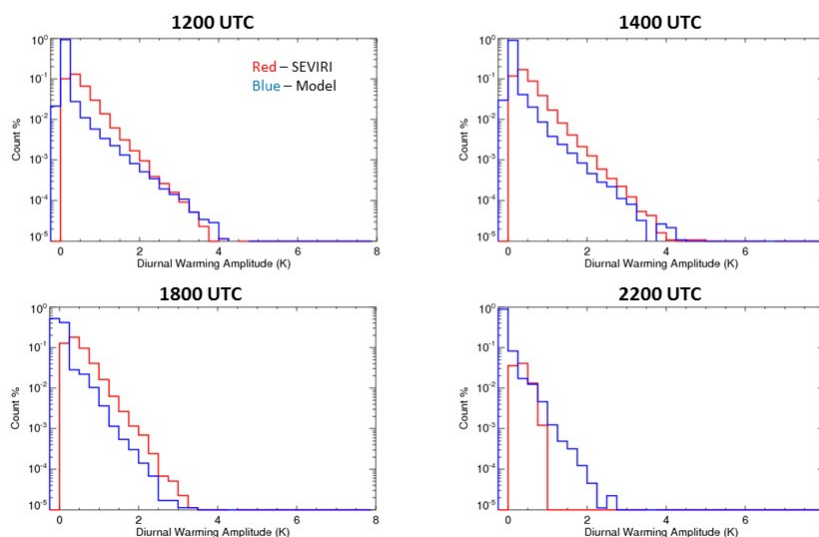 1200 UTC
10⁰
10⁻¹
10⁻²
10⁻³
10⁻⁴
10⁻⁵
Count %
Red – SEVIRI
Blue – Model
0 2 4 6 8
Diurnal Warming Amplitude (K)
1400 UTC
10⁰
10⁻¹
10⁻²
10⁻³
10⁻⁴
10⁻⁵
Count %
0 2 4 6
Diurnal Warming Amplitude (K)
1800 UTC
10⁰
10⁻¹
10⁻²
10⁻³
10⁻⁴
10⁻⁵
Count %
0 2 4 6 8
Diurnal Warming Amplitude (K)
2200 UTC
10⁰
10⁻¹
10⁻²
10⁻³
10⁻⁴
10⁻⁵
Count %
0 2 4 6
Diurnal Warming Amplitude (K)